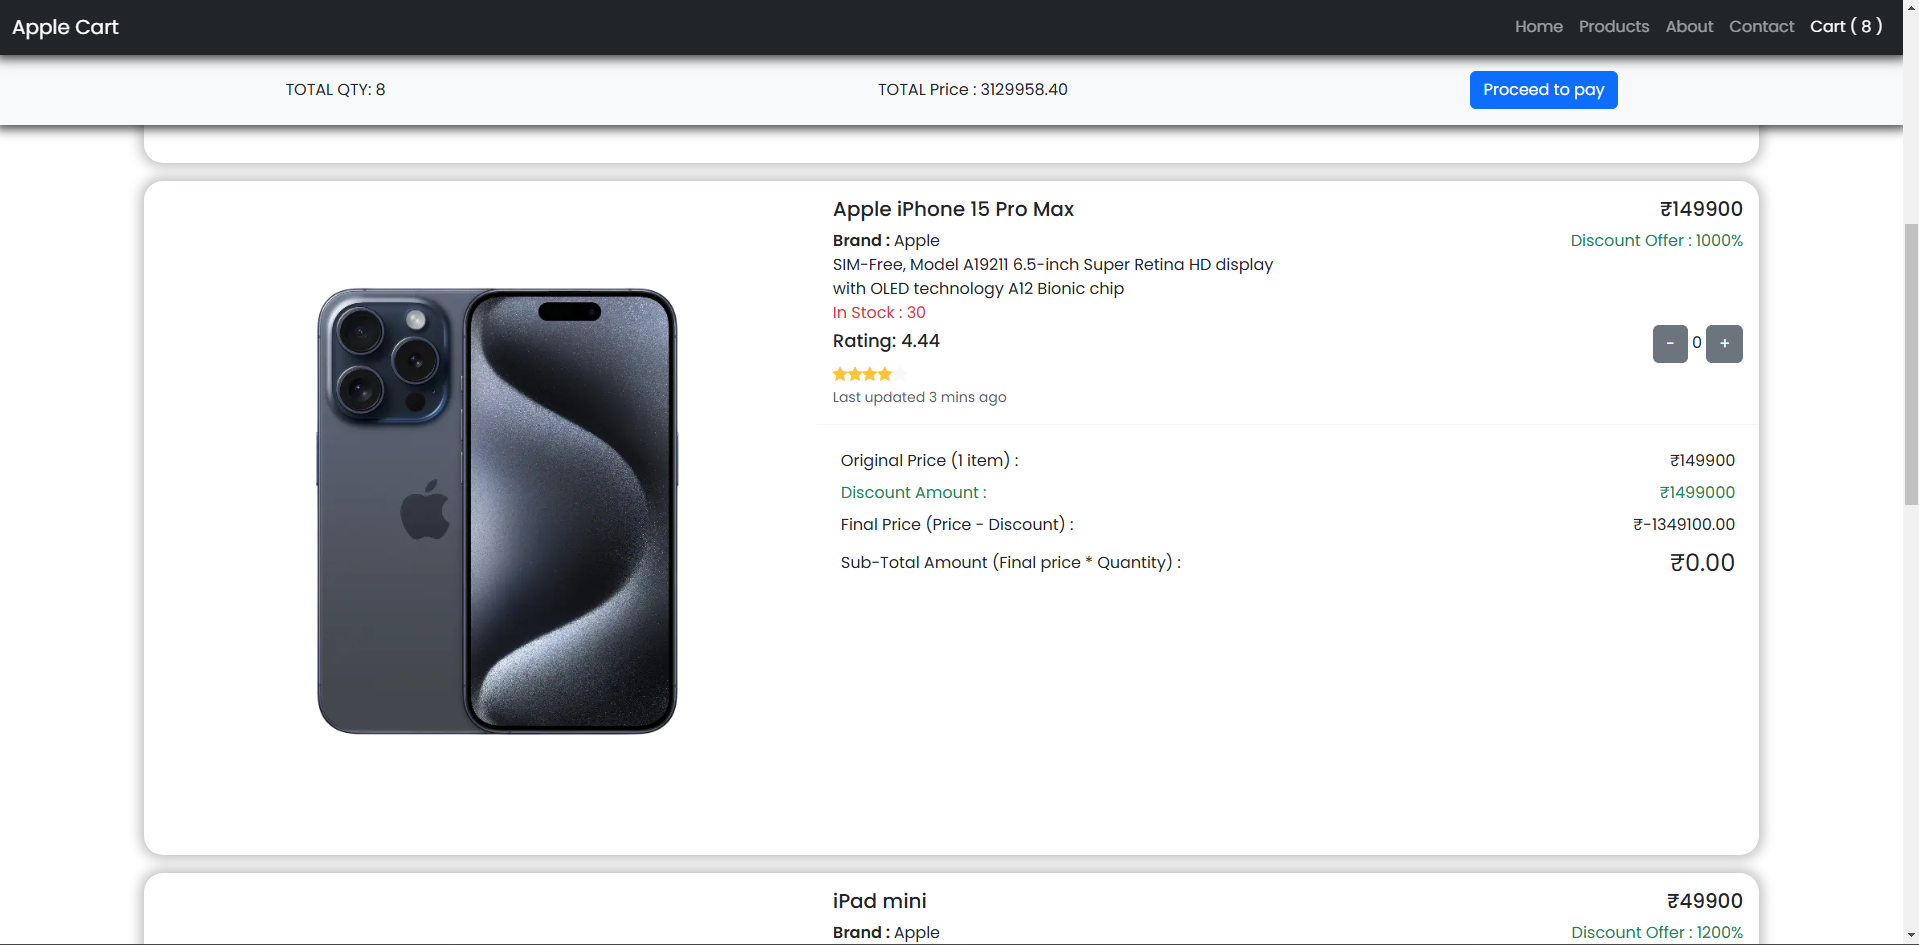 Apple Cart
Home Products About Contact Cart ( 8 )
TOTAL QTY: 8
TOTAL Price : 3129958.40
Proceed to pay
Apple iPhone 15 Pro Max
₹149900
Brand : Apple
Discount Offer : 1000%
SIM-Free, Model A19211 6.5-inch Super Retina HD display
with OLED technology A12 Bionic chip
In Stock : 30
Rating: 4.44
- 0 +
Last updated 3 mins ago
Original Price (1 item) :
₹149900
Discount Amount :
₹1499000
Final Price (Price - Discount) :
₹-1349100.00
Sub-Total Amount (Final price * Quantity) :
₹0.00
iPad mini
₹49900
Brand : Apple
Discount Offer : 1200%